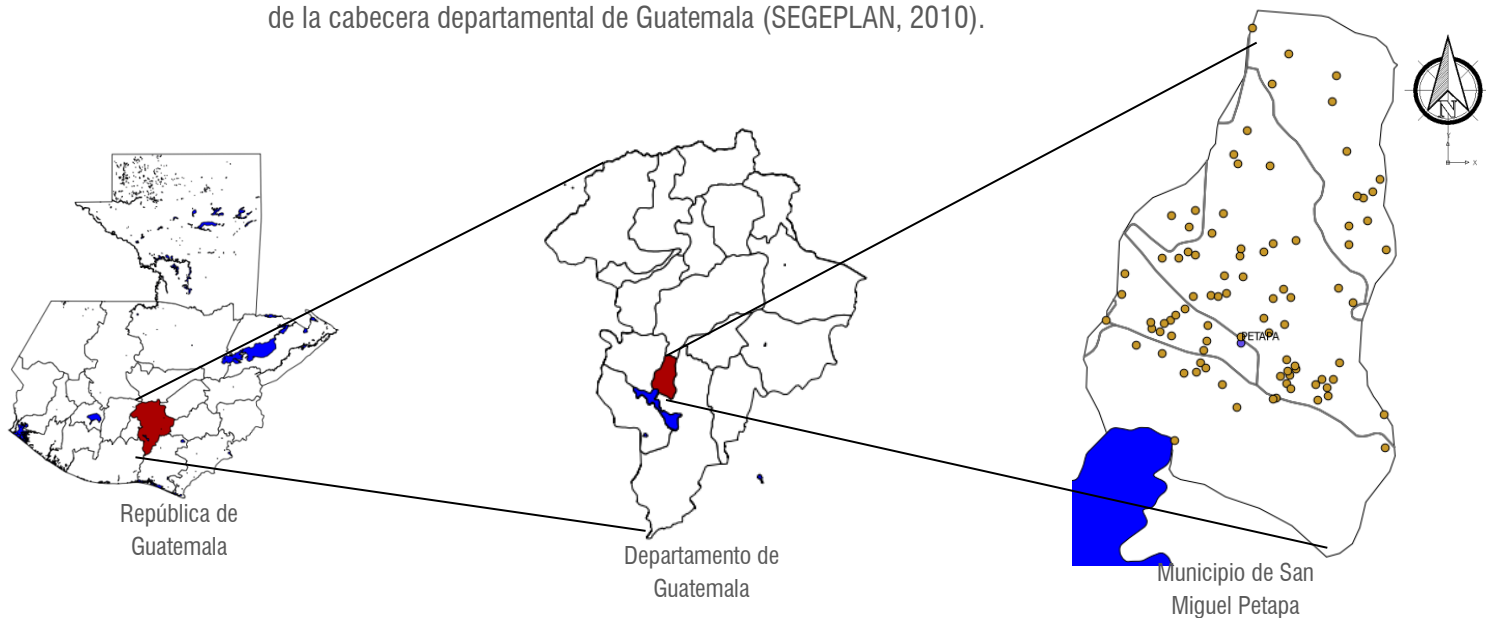 de la cabecera departamental de Guatemala (SEGEPLAN, 2010).
N
Y
X
PETAPA
República de
Guatemala
Departamento de
Guatemala
Municipio de San
Miguel Petapa